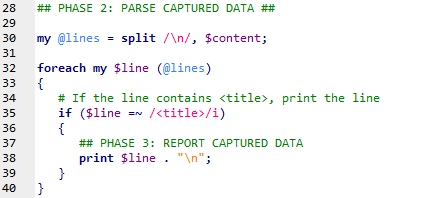 28 ## PHASE 2: PARSE CAPTURED DATA ##
29
30 my @lines = split /\n/, $content;
31
32 foreach my $line (@lines)
33 {
34     # If the line contains <title>, print the line
35     if ($line =~ /<title>/i)
36     {
37        ## PHASE 3: REPORT CAPTURED DATA
38        print $line . "\n";
39     }
40 }